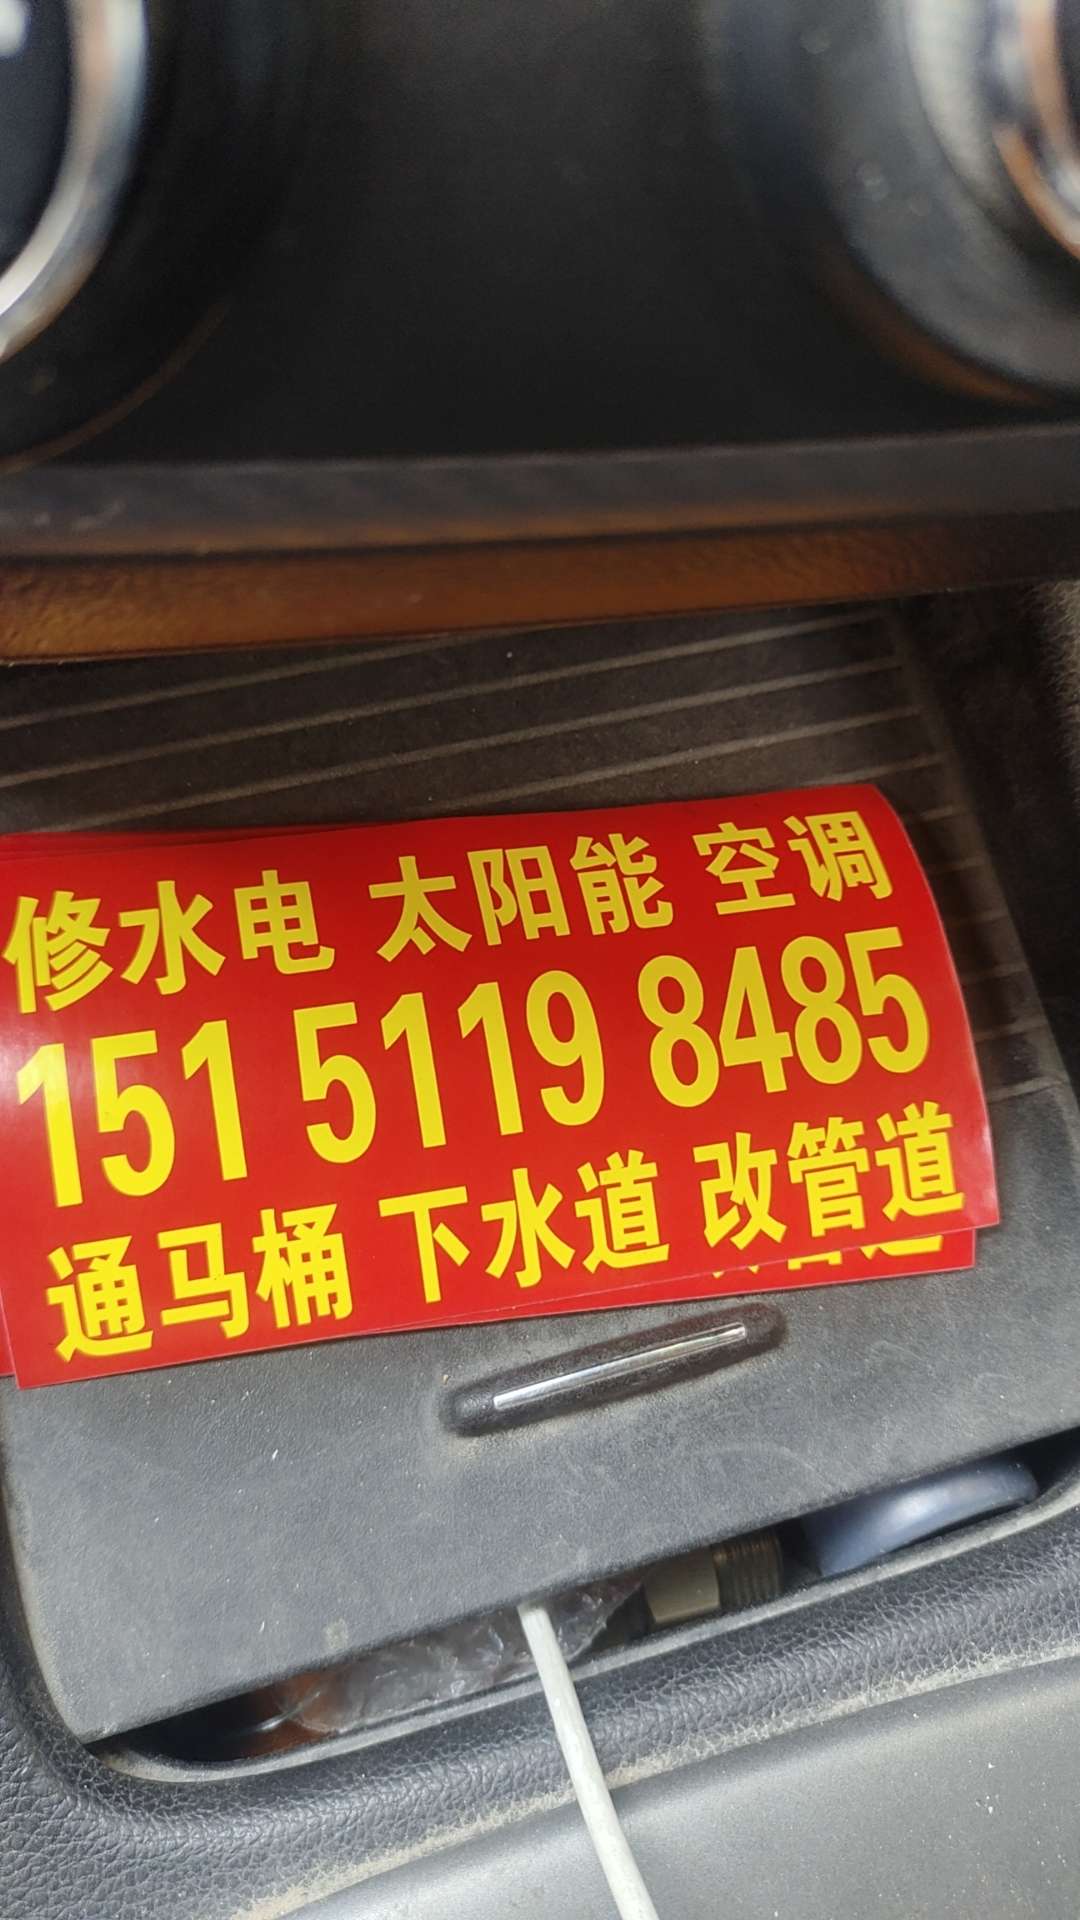 修水电 太阳能 空调
151 5119 8485
通马桶 下水道 改管道